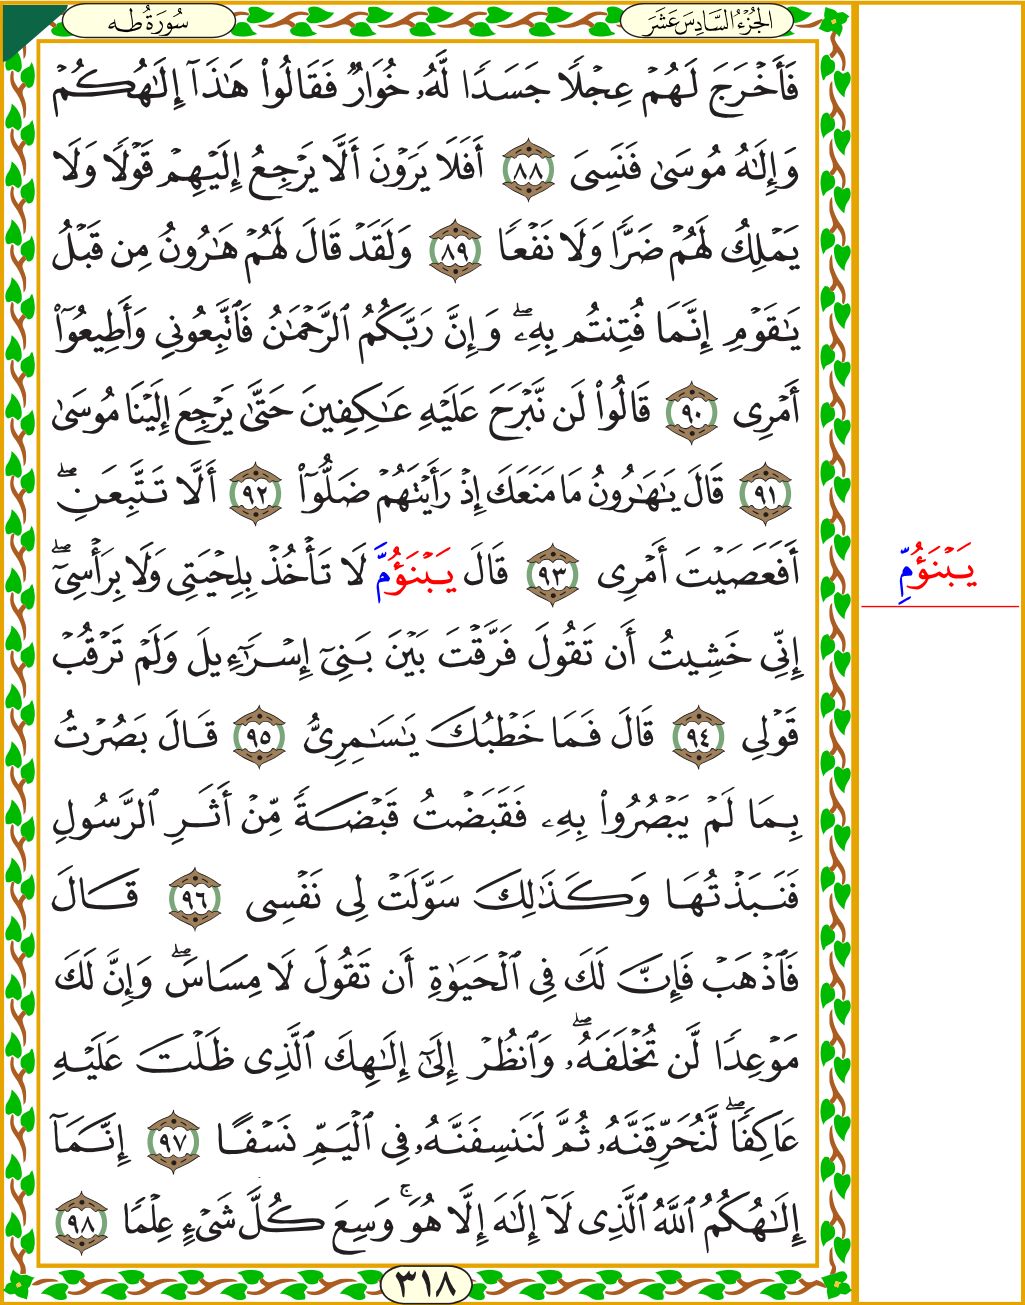 سُورَةُ طه
الجُزْءُ السَّادِسَ عَشَرَ
فَأَخْرَجَ لَهُمْ عِجْلًا جَسَدًا لَّهُۥ خُوَارٌ فَقَالُوا۟ هَٰذَآ إِلَٰهُكُمْ
وَإِلَٰهُ مُوسَىٰ فَنَسِىَ ٨٨ أَفَلَا يَرَوْنَ أَلَّا يَرْجِعُ إِلَيْهِمْ قَوْلًا وَلَا
يَمْلِكُ لَهُمْ ضَرًّا وَلَا نَفْعًا ٨٩ وَلَقَدْ قَالَ لَهُمْ هَٰرُونُ مِن قَبْلُ
يَٰقَوْمِ إِنَّمَا فُتِنتُم بِهِۦۖ وَإِنَّ رَبَّكُمُ ٱلرَّحْمَٰنُ فَٱتَّبِعُونِى وَأَطِيعُوٓا۟
أَمْرِى ٩٠ قَالُوا۟ لَن نَّبْرَحَ عَلَيْهِ عَٰكِفِينَ حَتَّىٰ يَرْجِعَ إِلَيْنَا مُوسَىٰ
٩١ قَالَ يَٰهَٰرُونُ مَا مَنَعَكَ إِذْ رَأَيْتَهُمْ ضَلُّوٓا۟ ٩٢ أَلَّا تَتَّبِعَنِۖ
أَفَعَصَيْتَ أَمْرِى ٩٣ قَالَ يَبْنَؤُمَّ لَا تَأْخُذْ بِلِحْيَتِى وَلَا بِرَأْسِىٓۖ
يَبْنَؤُمِّ
إِنِّى خَشِيتُ أَن تَقُولَ فَرَّقْتَ بَيْنَ بَنِىٓ إِسْرَٰٓءِيلَ وَلَمْ تَرْقُبْ
قَوْلِى ٩٤ قَالَ فَمَا خَطْبُكَ يَٰسَٰمِرِىُّ ٩٥ قَالَ بَصُرْتُ
بِمَا لَمْ يَبْصُرُوا۟ بِهِۦ فَقَبَضْتُ قَبْضَةً مِّنْ أَثَرِ ٱلرَّسُولِ
فَنَبَذْتُهَا وَكَذَٰلِكَ سَوَّلَتْ لِى نَفْسِى ٩٦ قَالَ
فَٱذْهَبْ فَإِنَّ لَكَ فِى ٱلْحَيَوٰةِ أَن تَقُولَ لَا مِسَاسَۖ وَإِنَّ لَكَ
مَوْعِدًا لَّن تُخْلَفَهُۥۖ وَٱنظُرْ إِلَىٰٓ إِلَٰهِكَ ٱلَّذِى ظَلْتَ عَلَيْهِ
عَاكِفًاۖ لَّنُحَرِّقَنَّهُۥ ثُمَّ لَنَنسِفَنَّهُۥ فِى ٱلْيَمِّ نَسْفًا ٩٧ إِنَّمَآ
إِلَٰهُكُمُ ٱللَّهُ ٱلَّذِى لَآ إِلَٰهَ إِلَّا هُوَۚ وَسِعَ كُلَّ شَىْءٍ عِلْمًا ٩٨
٣١٨